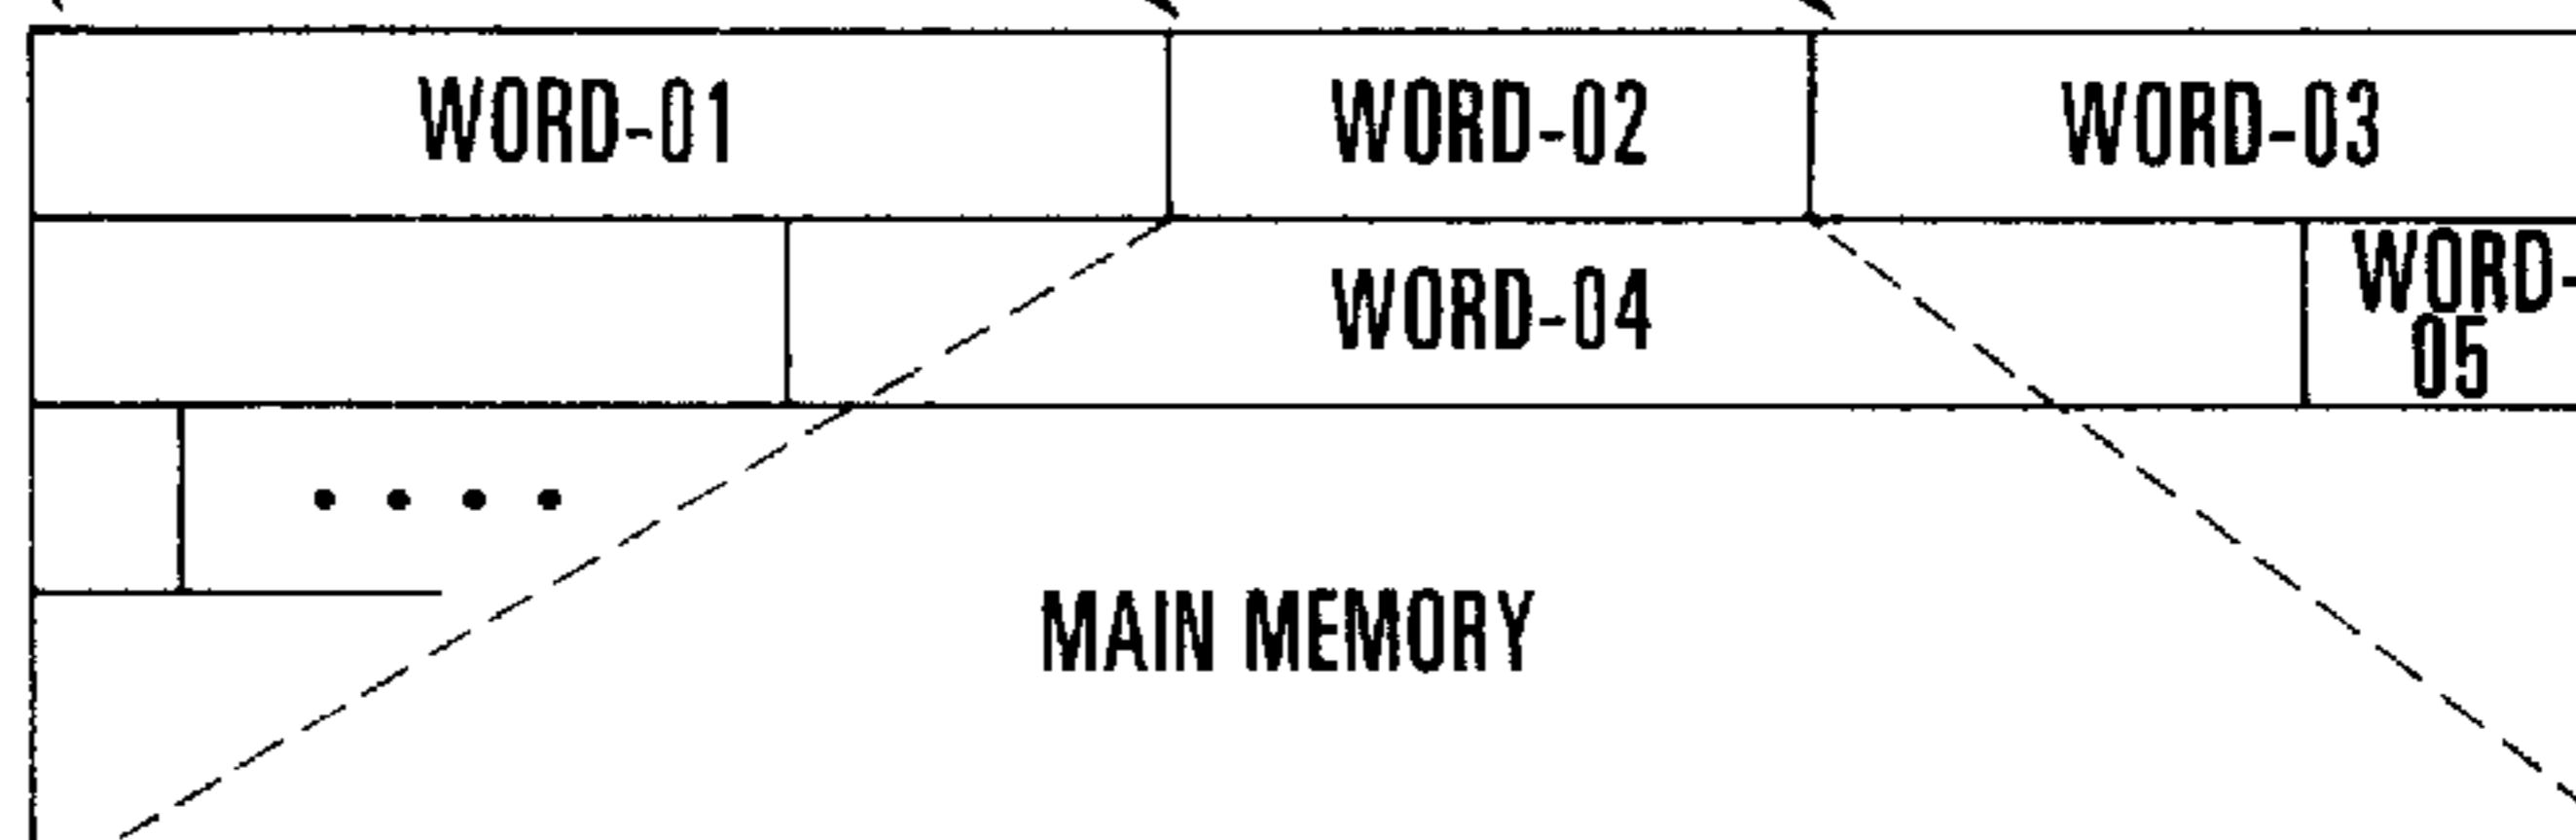 WORD-01 WORD-02 WORD-03
WORD-04 WORD-
05
• • • •
MAIN MEMORY